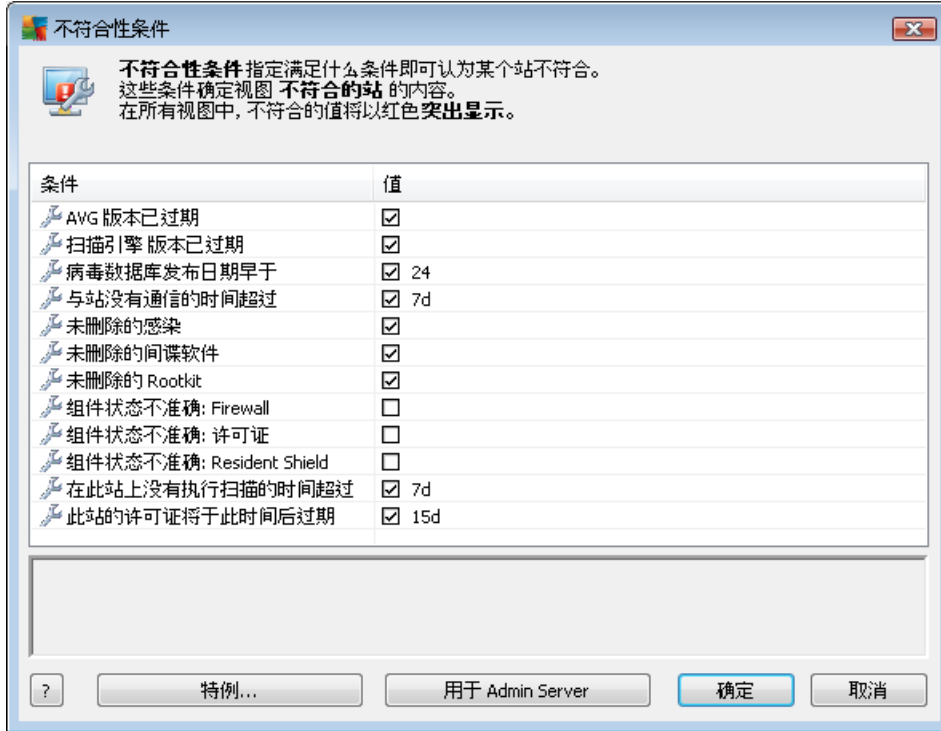 不符合性条件
不符合性条件 指定满足什么条件即可认为某个站不符合。
这些条件确定视图 不符合的站 的内容。
在所有视图中, 不符合的值将以红色突出显示。
条件 值
AVG 版本已过期
扫描引擎 版本已过期
病毒数据库发布日期早于 24
与站没有通信的时间超过 7d
未删除的感染
未删除的间谍软件
未删除的 Rootkit
组件状态不准确: Firewall
组件状态不准确: 许可证
组件状态不准确: Resident Shield
在此站上没有执行扫描的时间超过 7d
此站的许可证将于此时间后过期 15d
? 特例... 用于 Admin Server 确定 取消